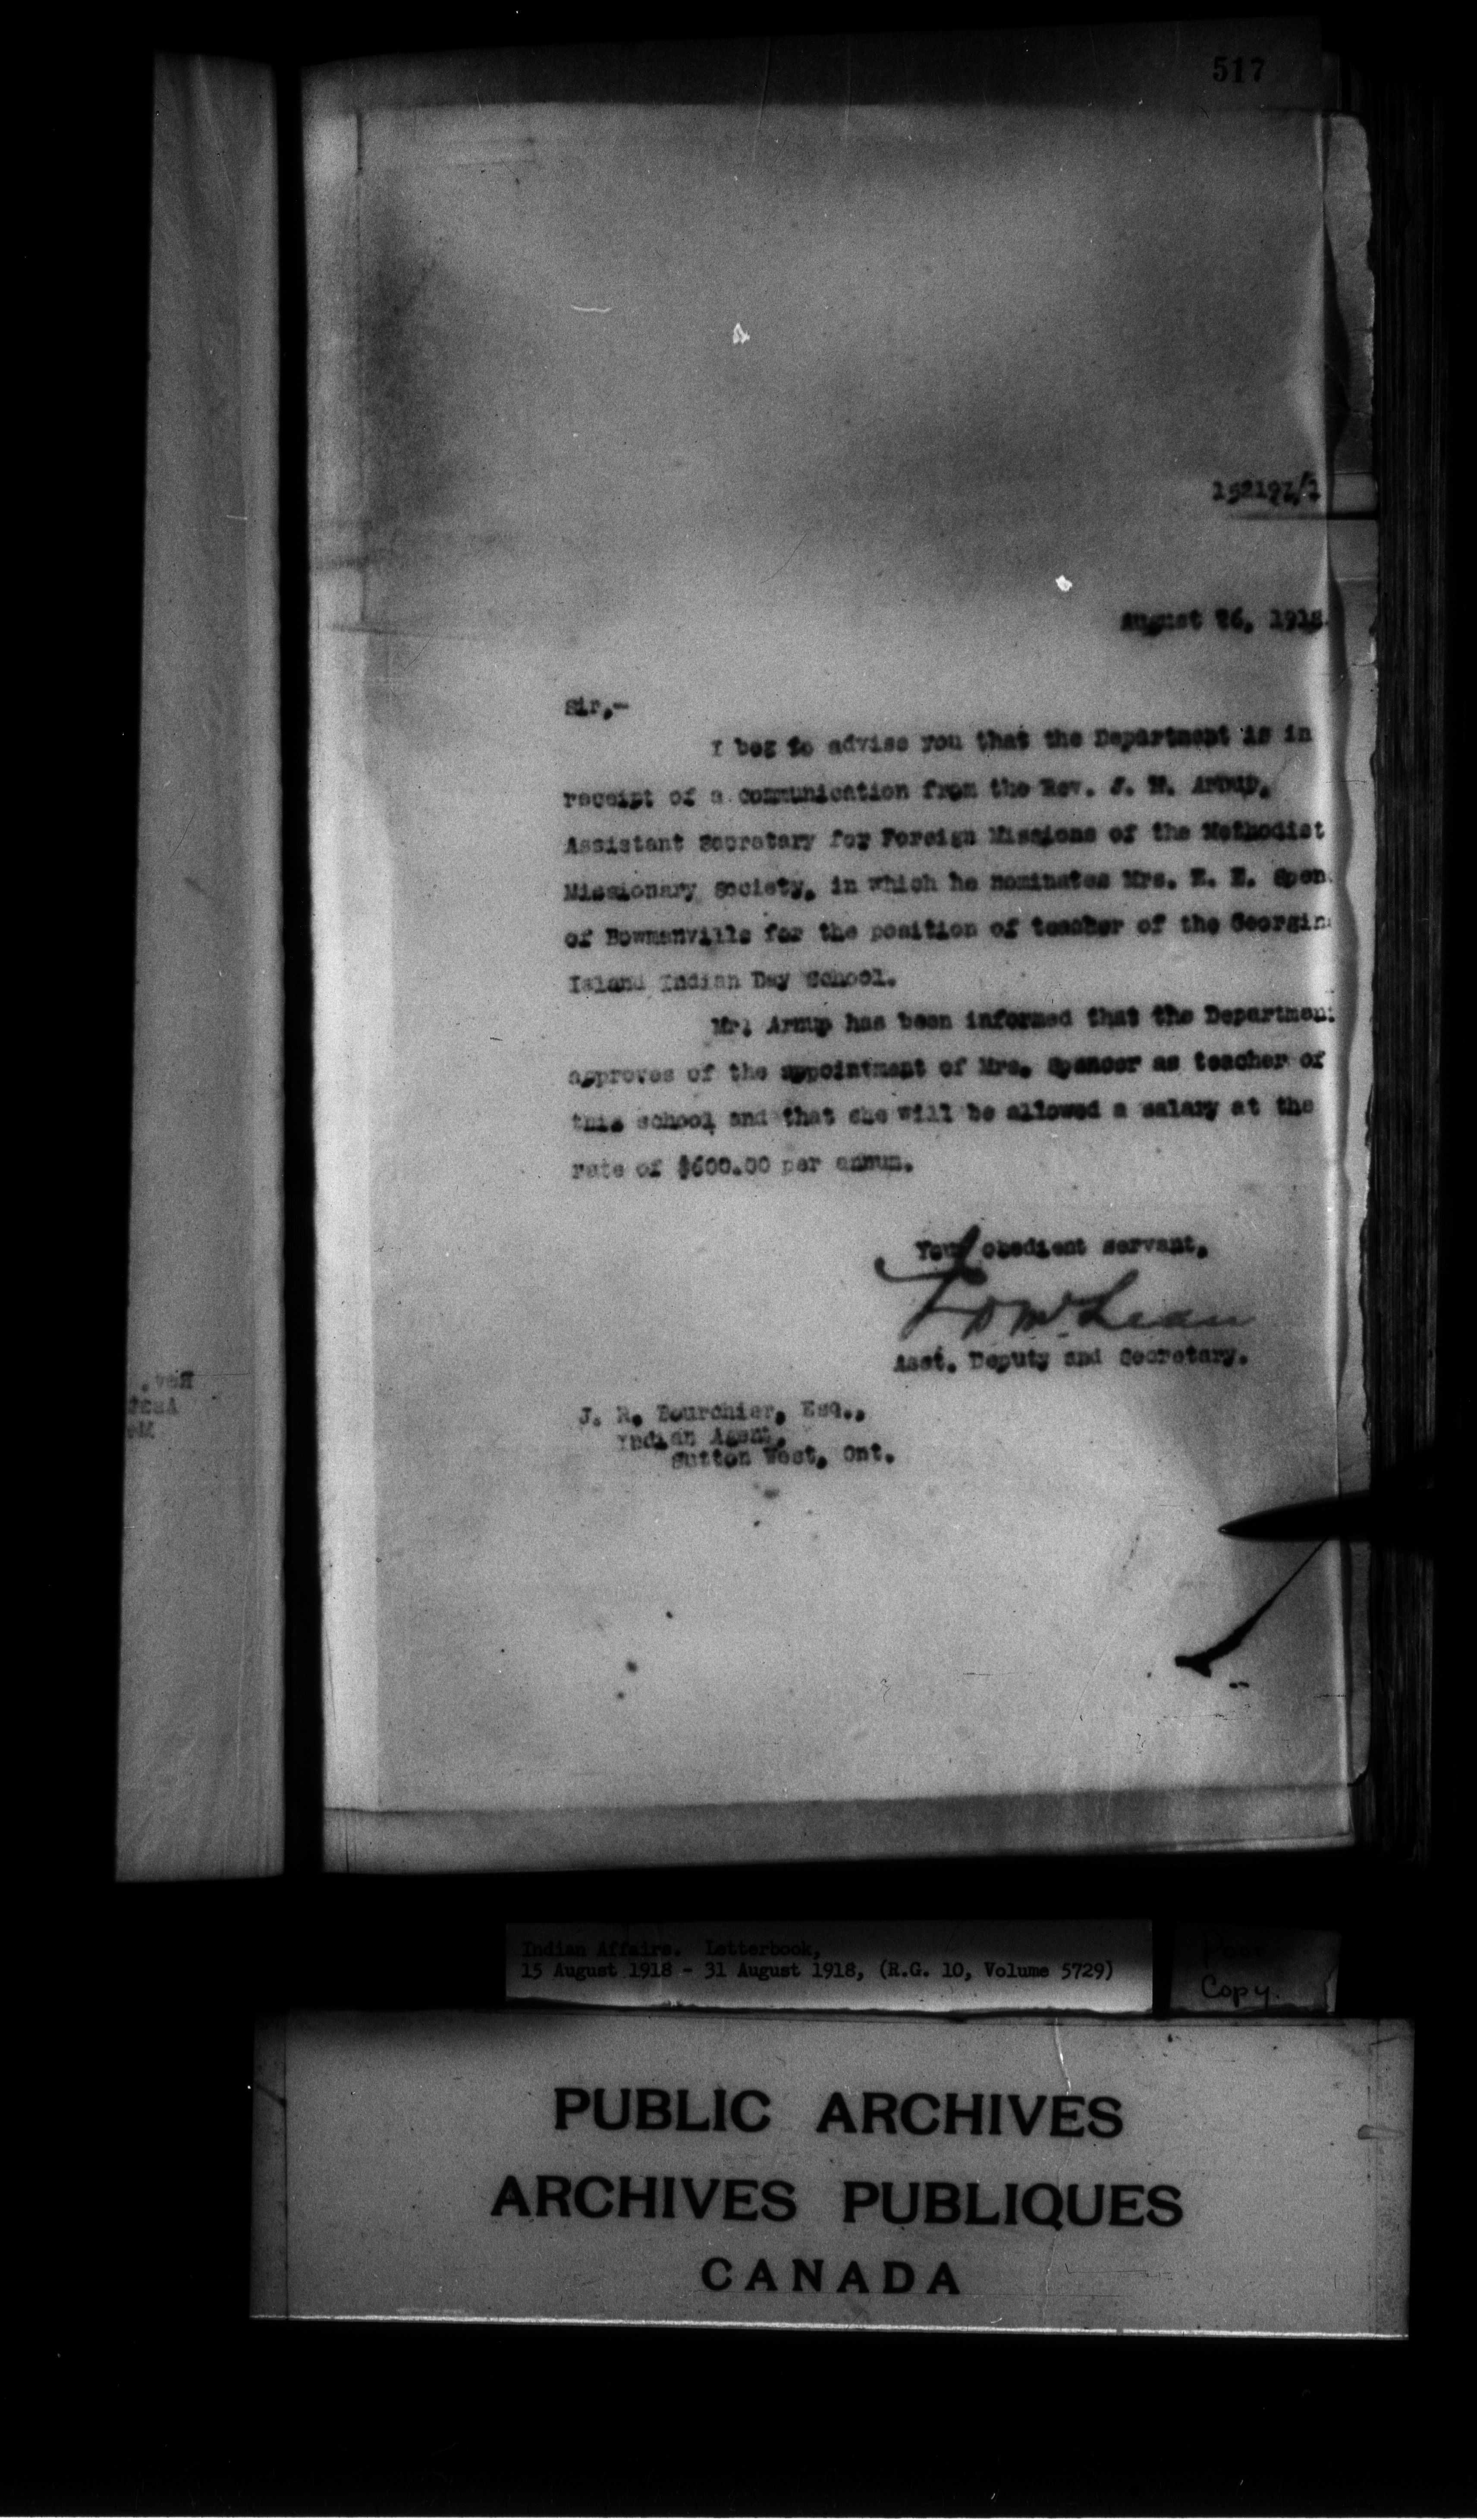 517
August 26, 1918.
Sir,-
I beg to advise you that the Department is in
receipt of a communication from the Rev. J. H. Arnup,
Assistant Secretary for Foreign Missions of the Methodist
Missionary Society, in which he nominates Mrs. E. E. Spen
of Bowmanville for the position of teacher of the Georgin
Island Indian Day School.
Mr. Arnup has been informed that the Department
approves of the appointment of Mrs. Spencer as teacher of
this school and that she will be allowed a salary at the
rate of $600.00 per annum.
Your obedient servant,
McLean
Asst. Deputy and Secretary.
J. R. Bourchier, Esq.,
Indian Agent,
Sutton West, Ont.
Indian Affairs. Letterbook,
15 August 1918 - 31 August 1918, (R.G. 10, Volume 5729)
Poor
Copy.
PUBLIC ARCHIVES
ARCHIVES PUBLIQUES
CANADA